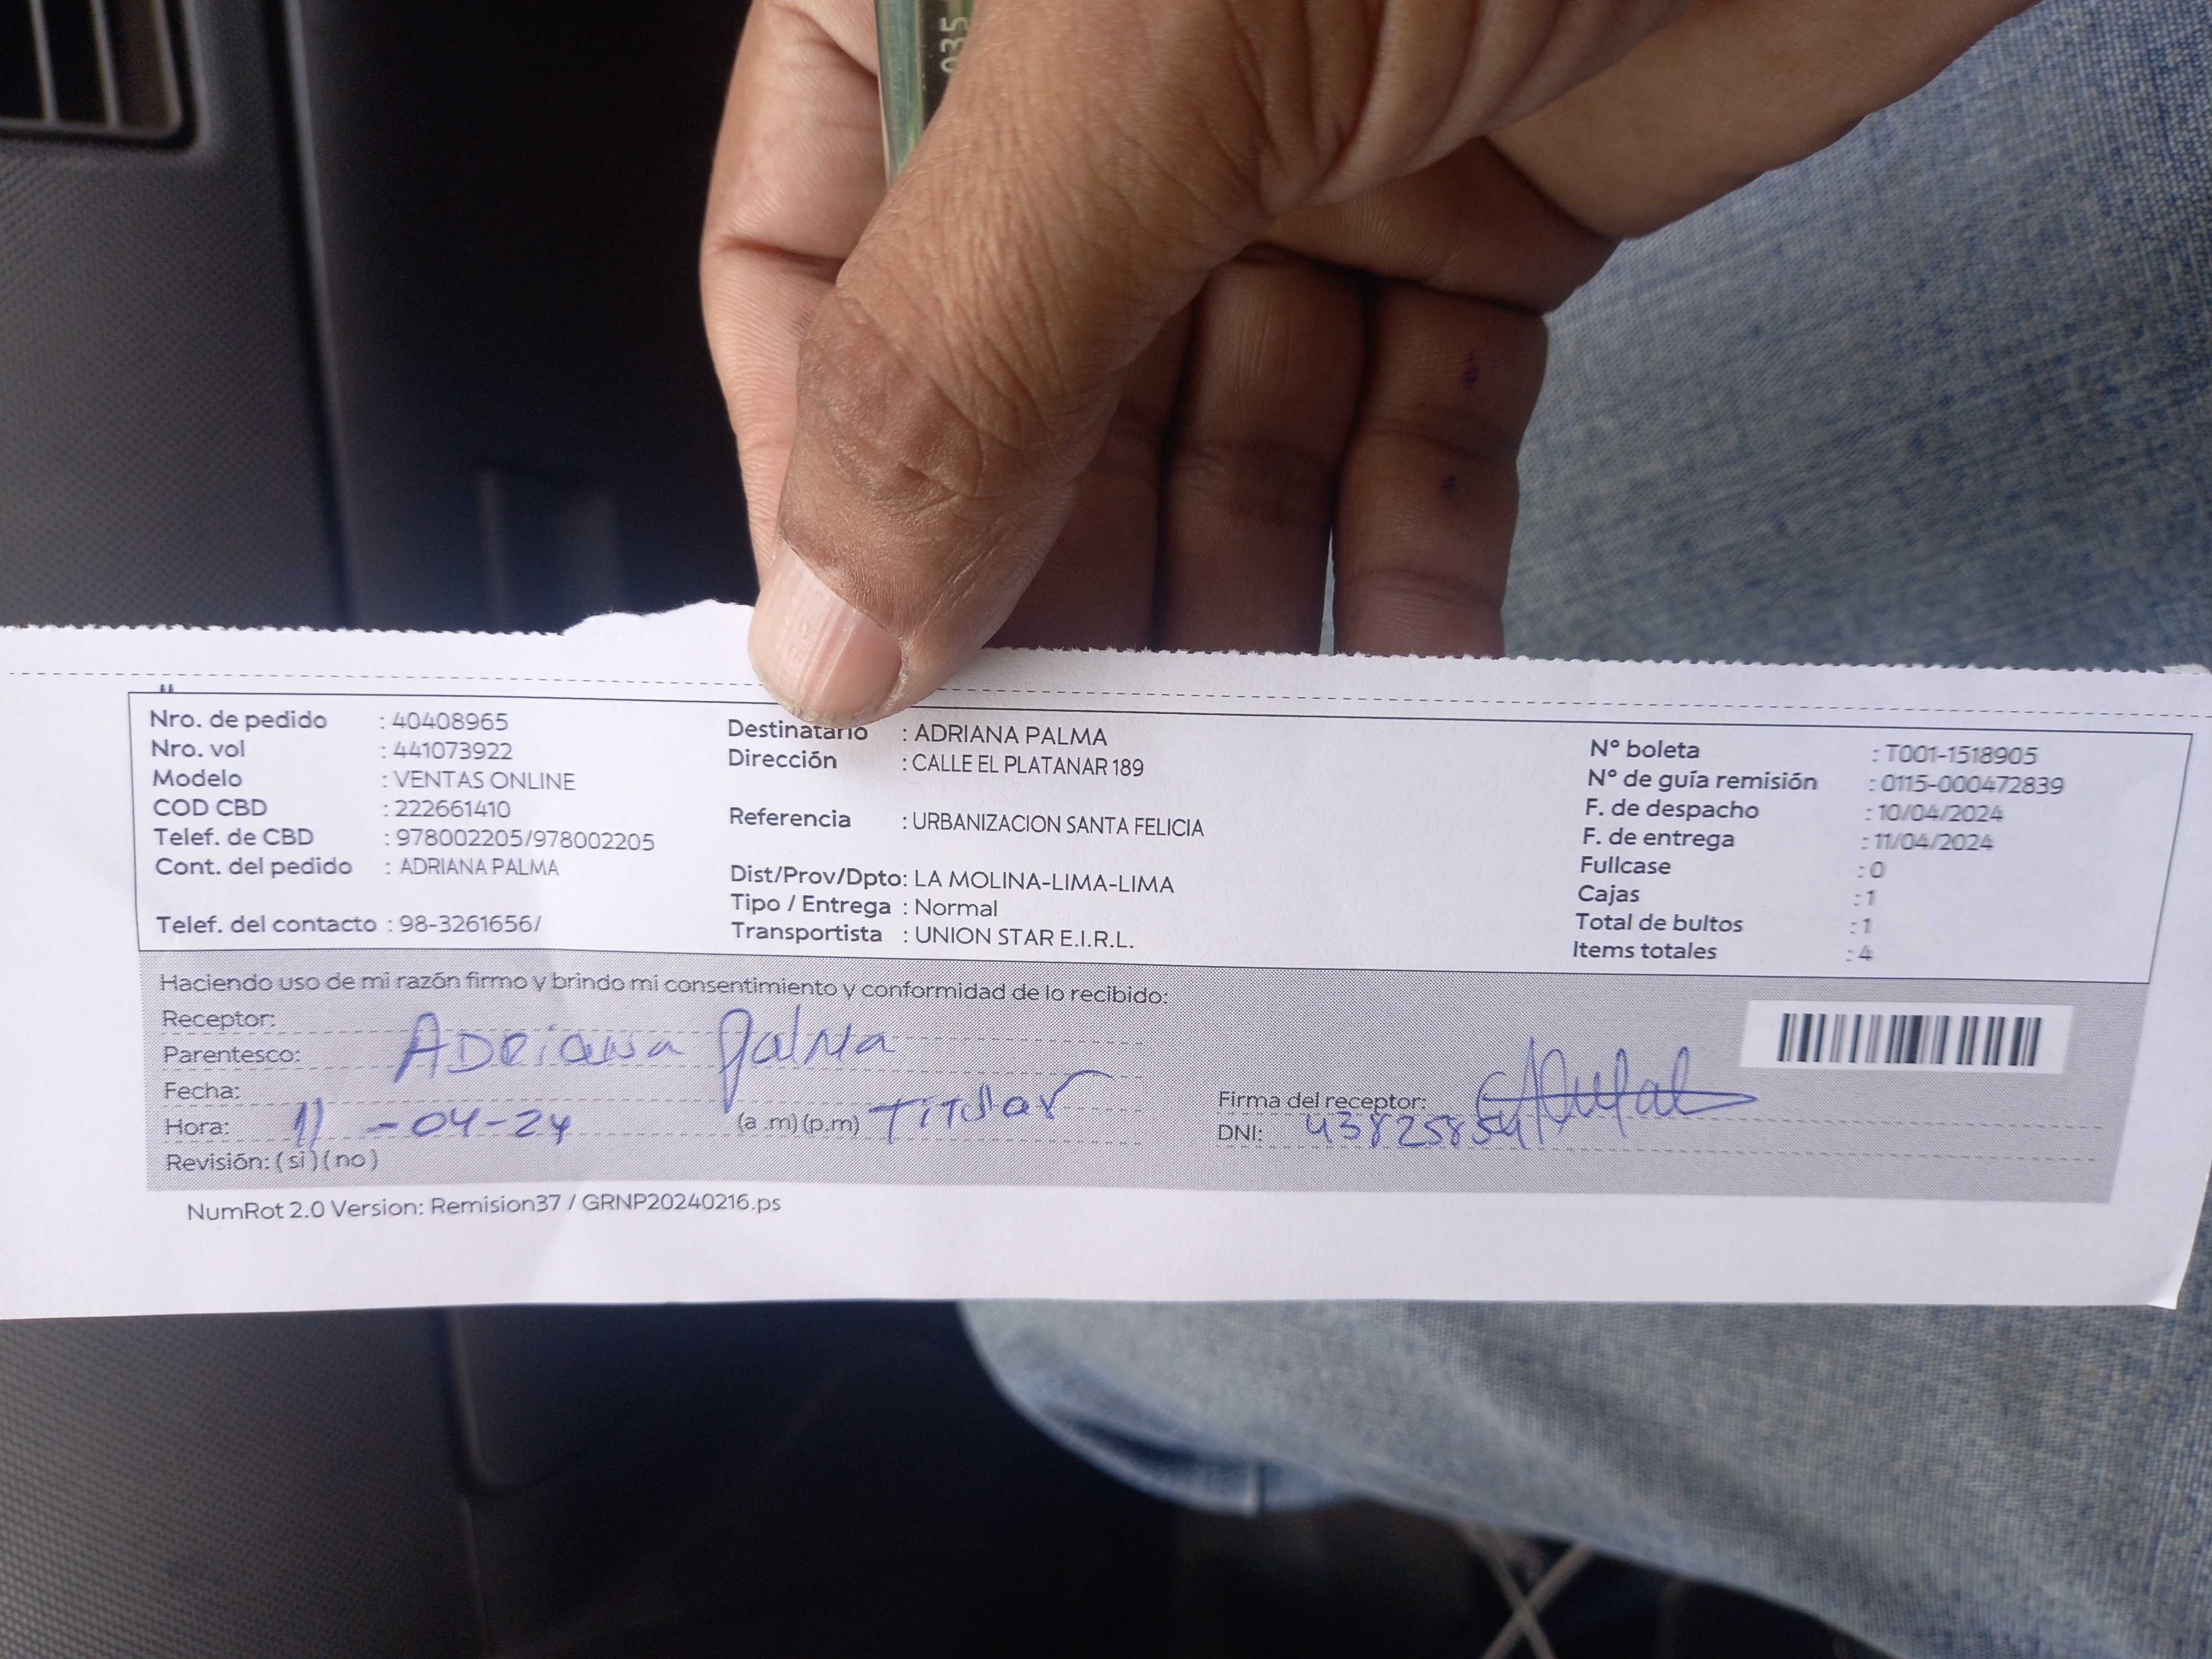 035
Nro. de pedido : 40408965
Nro. vol : 441073922
Modelo : VENTAS ONLINE
COD CBD : 222661410
Telef. de CBD : 978002205/978002205
Cont. del pedido : ADRIANA PALMA
Telef. del contacto : 98-3261656/
Destinatario : ADRIANA PALMA
Dirección : CALLE EL PLATANAR 189
Referencia : URBANIZACION SANTA FELICIA
Dist/Prov/Dpto: LA MOLINA-LIMA-LIMA
Tipo / Entrega : Normal
Transportista : UNION STAR E.I.R.L.
N° boleta : T001-1518905
N° de guía remisión : 0115-000472839
F. de despacho : 10/04/2024
F. de entrega : 11/04/2024
Fullcase : 0
Cajas : 1
Total de bultos : 1
Items totales : 4
Haciendo uso de mi razón firmo y brindo mi consentimiento y conformidad de lo recibido:
Receptor:
Parentesco: ADriana Palma
Fecha:
Hora: 11 -04-24 (a .m)(p.m) Titular
Revisión: (si)(no)
Firma del receptor:
DNI: 43825854
NumRot 2.0 Version: Remision37 / GRNP20240216.ps